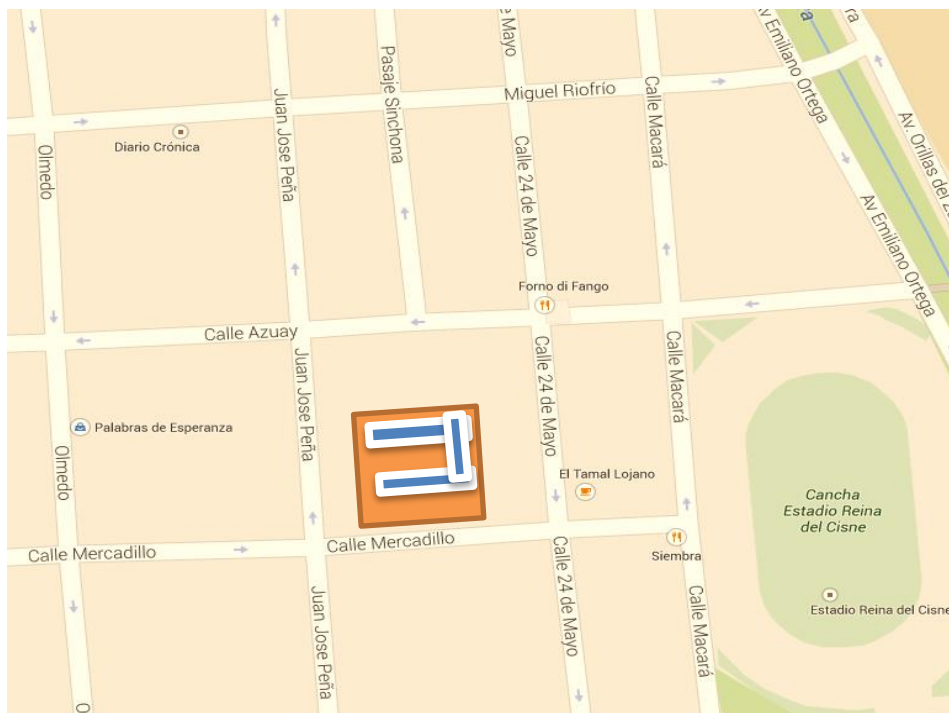 e Mayo
Miguel Riofrío
Pasaje Sinchona
Juan Jose Peña
Calle Macará
Av Emiliano Ortega
Av. Orillas del Z
Diario Crónica
Olmedo
Calle 24 de Mayo
Av Emiliano Ortega
Forno di Fango
Calle Azuay
Juan Jose Peña
Calle 24 de Mayo
Calle Macará
Palabras de Esperanza
Olmedo
El Tamal Lojano
Cancha
Estadio Reina
del Cisne
Calle Mercadillo
Calle Mercadillo
Siembra
Juan Jose Peña
Calle 24 de Mayo
Calle Macará
Estadio Reina del Cisne
O